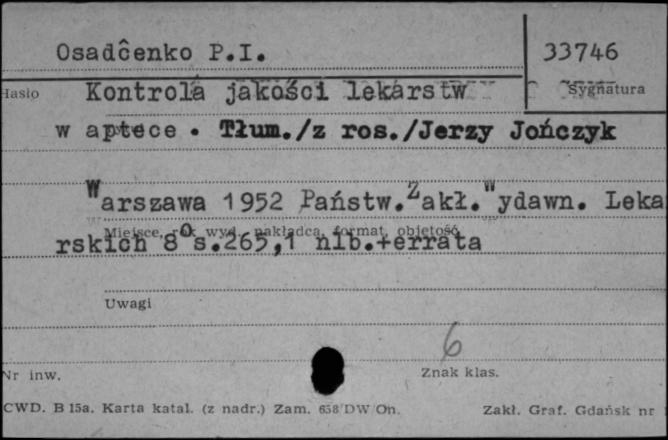 Osadĉenko P.I.
33746
Hasło
Kontrola jakości lekarstw
Sygnatura
w aptece . Tłum./z ros./Jerzy Jończyk
Warszawa 1952 Państw.Zakł.Wydawn. Leka
Miejsce, rok wyd., nakładca, format, objętość
rskich 8° s.265,1 nlb.+errata
Uwagi
6
Nr inw.
Znak klas.
CWD. B 15a. Karta katal. (z nadr.) Zam. 658/DW/On.
Zakł. Graf. Gdańsk nr